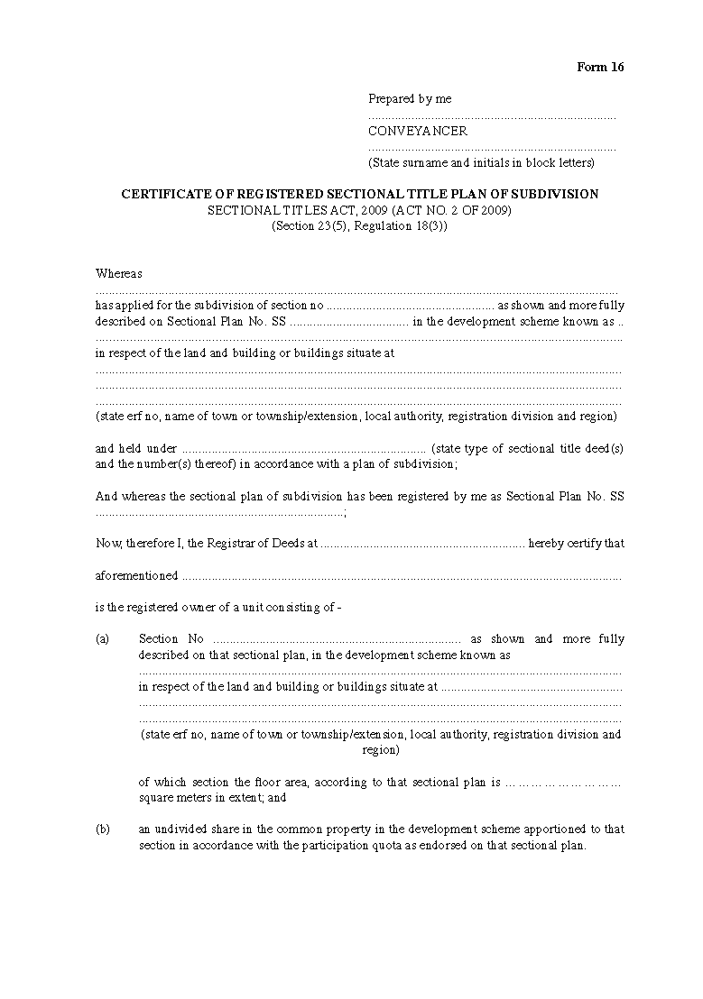 Form 16
Prepared by me
......................................................................
CONVEYANCER
......................................................................
(State surname and initials in block letters)
CERTIFICATE OF REGISTERED SECTIONAL TITLE PLAN OF SUBDIVISION
SECTIONAL TITLES ACT, 2009 (ACT NO. 2 OF 2009)
(Section 23(5), Regulation 18(3))
Whereas
......................................................................
has applied for the subdivision of section no .................................................. as shown and more fully
described on Sectional Plan No. SS .................................... in the development scheme known as ..
......................................................................
in respect of the land and building or buildings situate at
......................................................................
......................................................................
......................................................................
(state erf no, name of town or township/extension, local authority, registration division and region)
and held under .......................................................................... (state type of sectional title deed(s)
and the number(s) thereof) in accordance with a plan of subdivision;
And whereas the sectional plan of subdivision has been registered by me as Sectional Plan No. SS
..........................................................................;
Now, therefore I, the Registrar of Deeds at .............................................................. hereby certify that
aforementioned ......................................................................
is the registered owner of a unit consisting of -
(a) Section No ........................................................................... as shown and more fully
described on that sectional plan, in the development scheme known as
......................................................................
in respect of the land and building or buildings situate at .......................................................
......................................................................
......................................................................
(state erf no, name of town or township/extension, local authority, registration division and
region)
of which section the floor area, according to that sectional plan is ………………………
square meters in extent; and
(b) an undivided share in the common property in the development scheme apportioned to that
section in accordance with the participation quota as endorsed on that sectional plan.